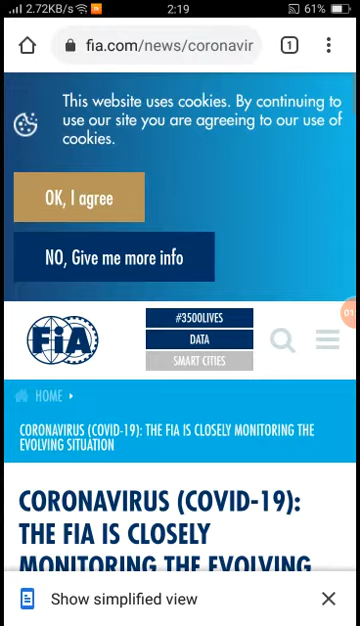 2.72KB/s 2:19 61%
fia.com/news/coronavir 1
This website uses cookies. By continuing to
use our site you are agreeing to our use of
cookies.
OK, I agree
NO, Give me more info
FiA
#3500LIVES
DATA
SMART CITIES
HOME
CORONAVIRUS (COVID-19): THE FIA IS CLOSELY MONITORING THE
EVOLVING SITUATION
CORONAVIRUS (COVID-19):
THE FIA IS CLOSELY
MONITORING THE EVOLVING
Show simplified view